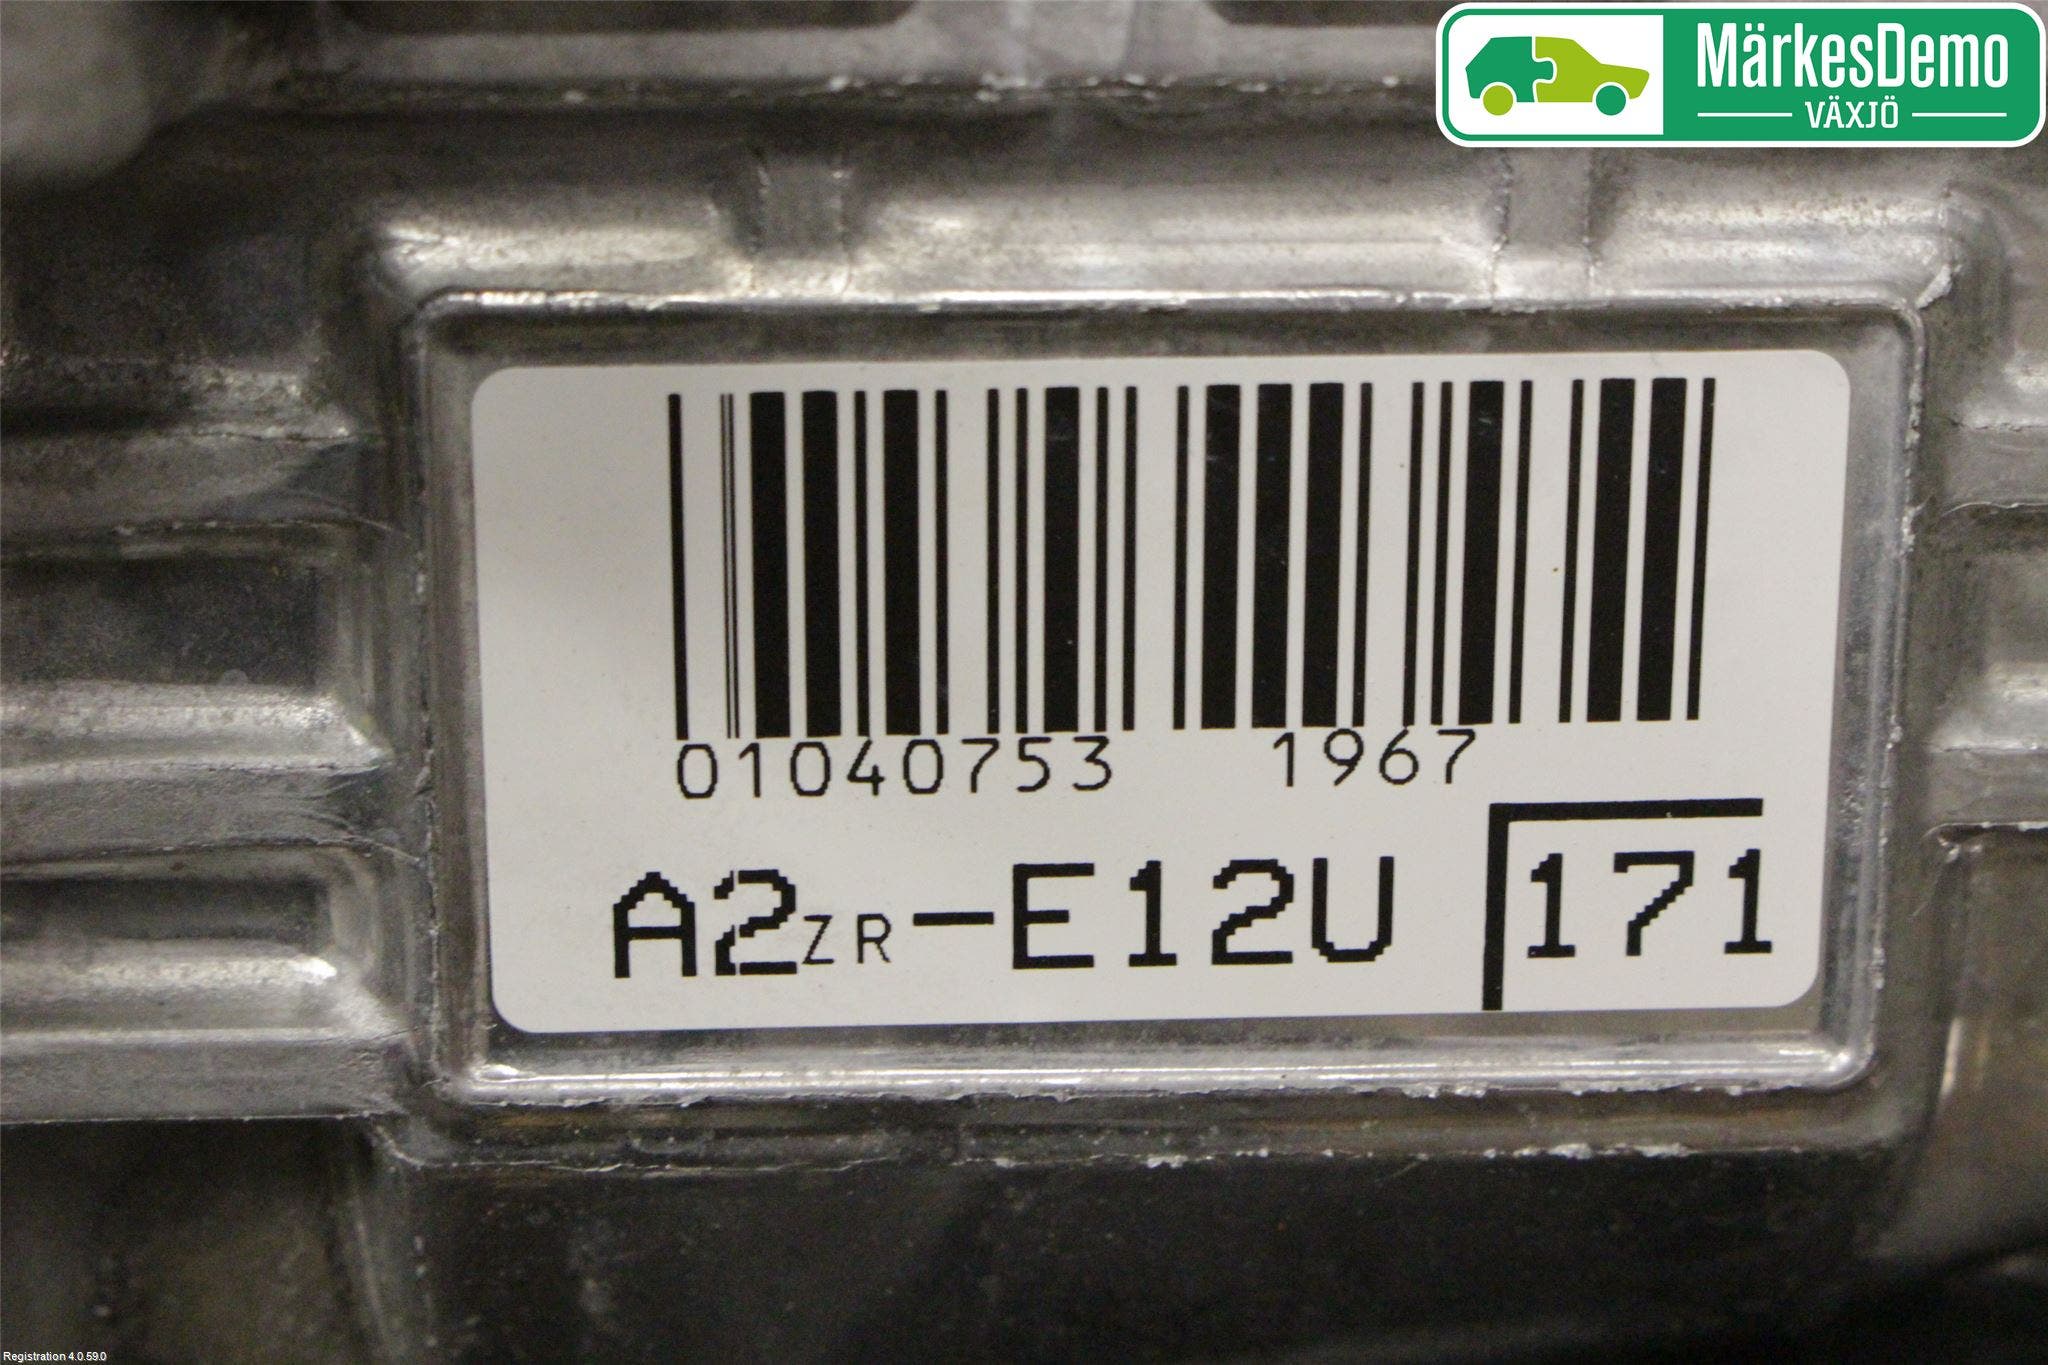 MärkesDemo
VÄXJÖ
01040753 1967
A2ZR-E12U 171
Registration 4.0.59.0